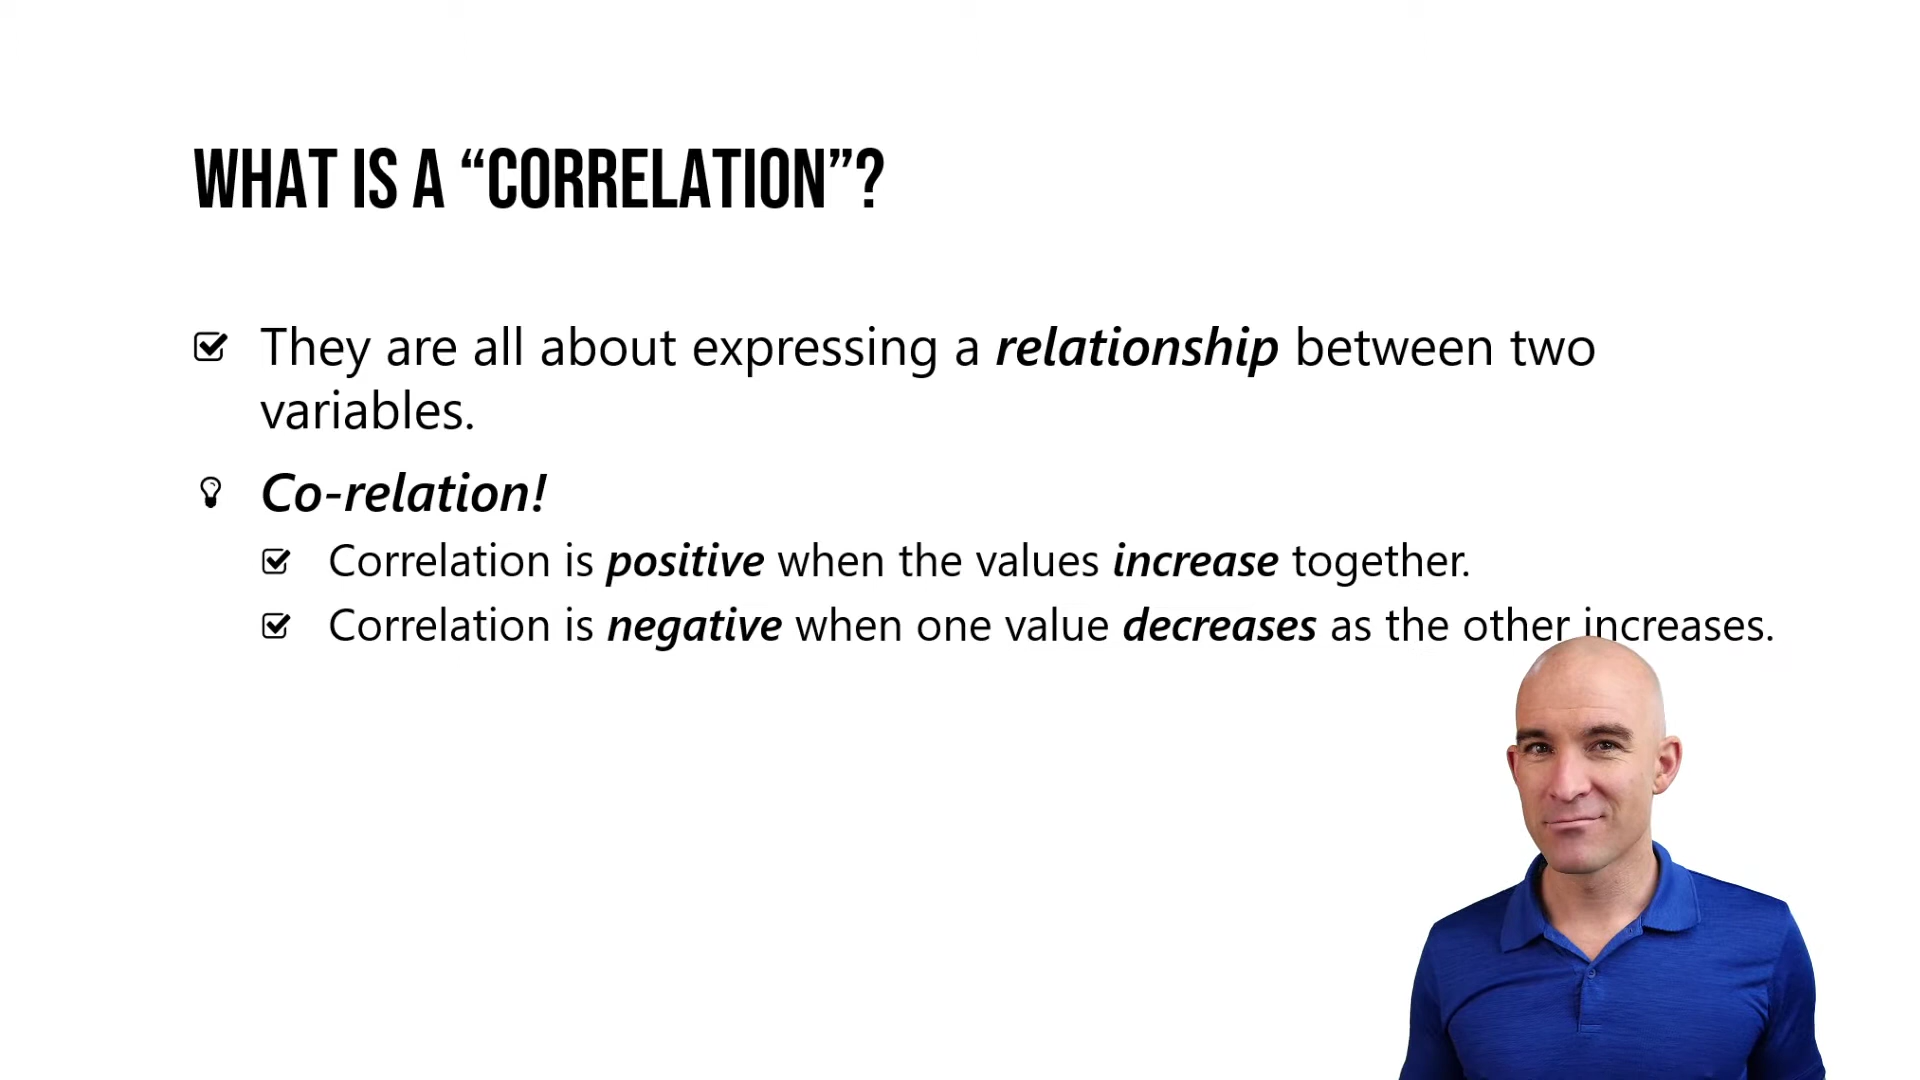 WHAT IS A “CORRELATION”?
They are all about expressing a relationship between two
variables.
Co-relation!
Correlation is positive when the values increase together.
Correlation is negative when one value decreases as the other increases.